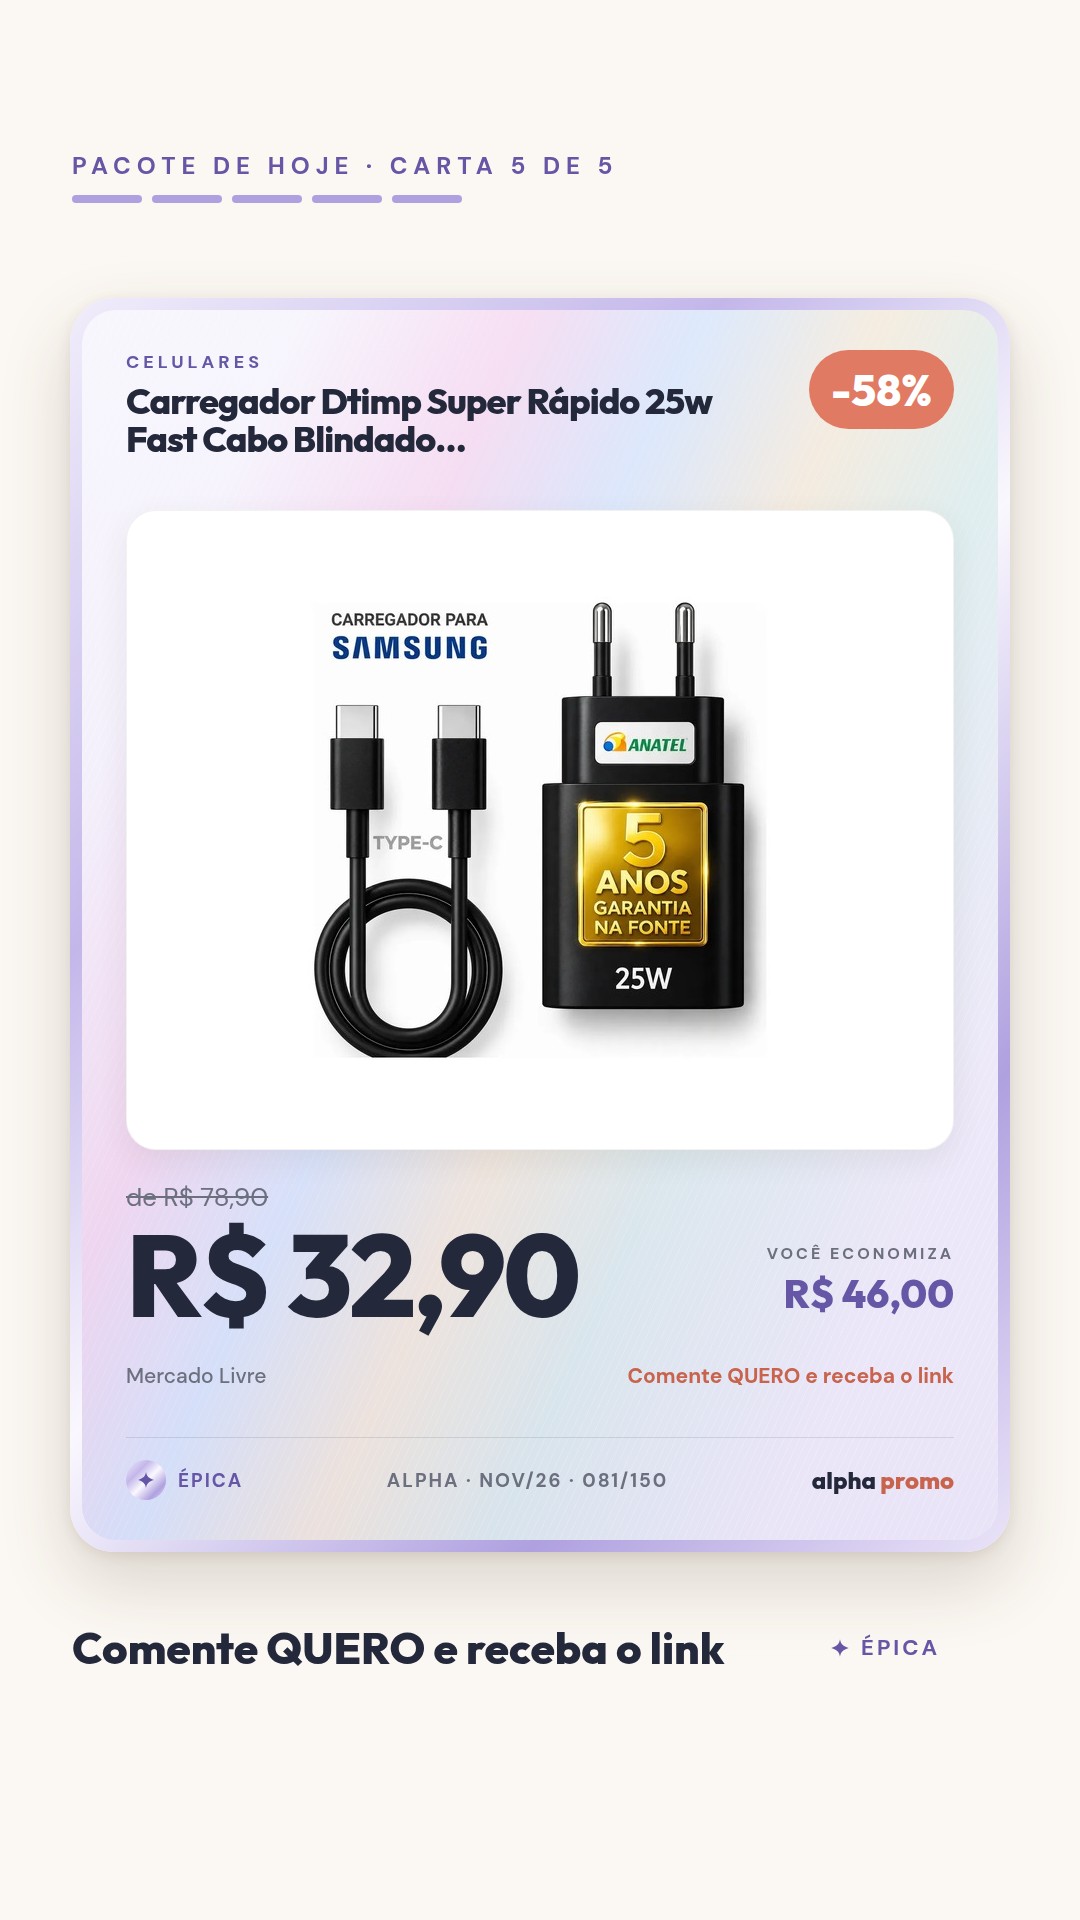 PACOTE DE HOJE · CARTA 5 DE 5
CELULARES
Carregador Dtimp Super Rápido 25w
Fast Cabo Blindado...
-58%
CARREGADOR PARA
SAMSUNG
TYPE-C
ANATEL
5
ANOS
GARANTIA
NA FONTE
25W
de R$ 78,90
R$ 32,90
VOCÊ ECONOMIZA
R$ 46,00
Mercado Livre
Comente QUERO e receba o link
ÉPICA
ALPHA · NOV/26 · 081/150
alpha promo
Comente QUERO e receba o link
ÉPICA